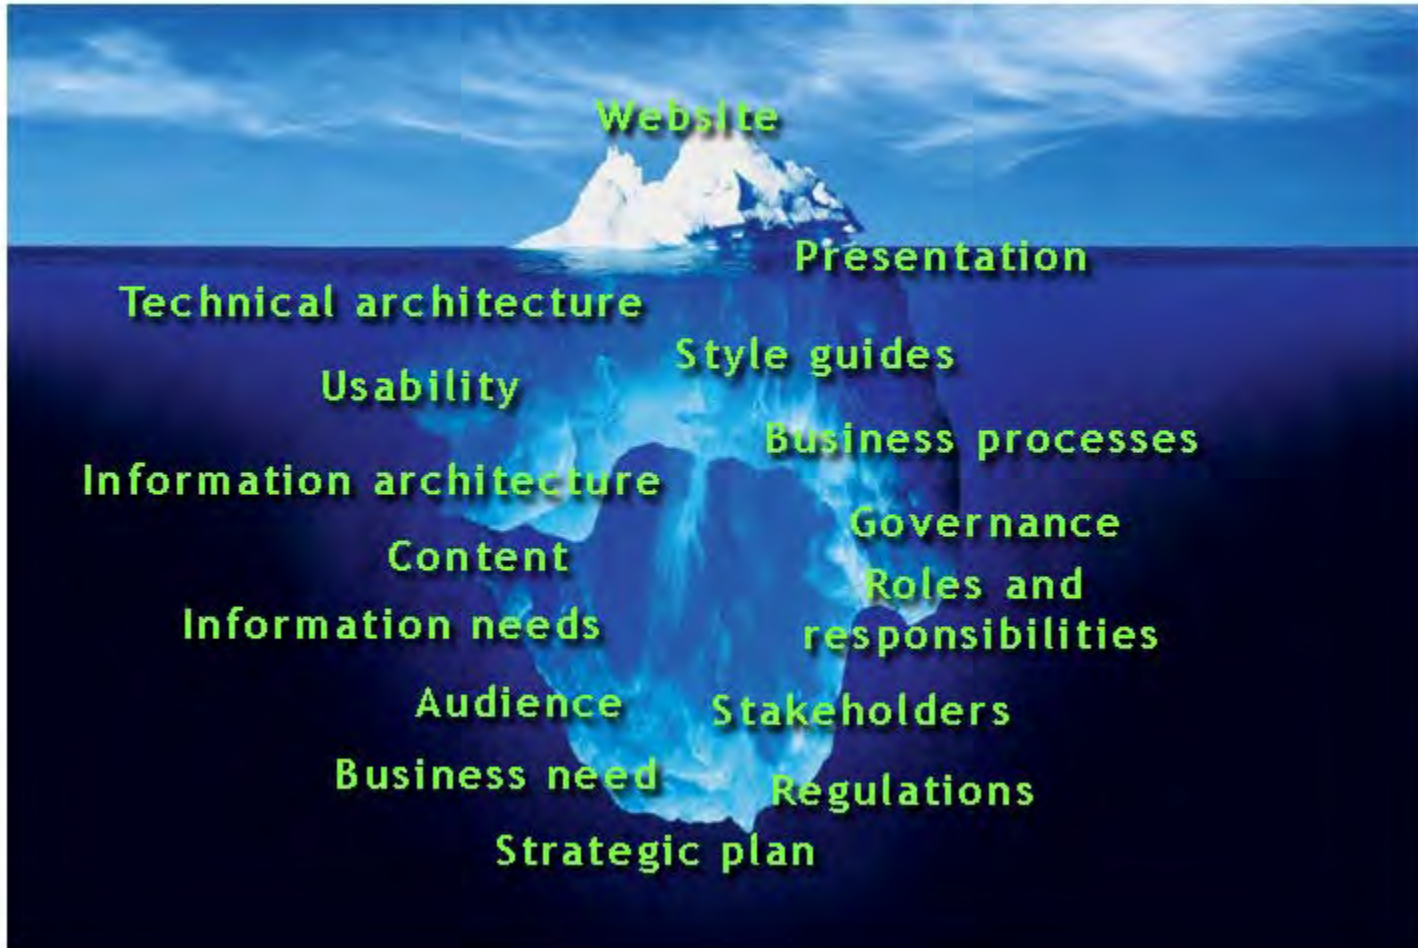 Website
Presentation
Technical architecture
Style guides
Usability
Business processes
Information architecture
Governance
Content
Roles and
responsibilities
Information needs
Audience
Stakeholders
Business need
Regulations
Strategic plan